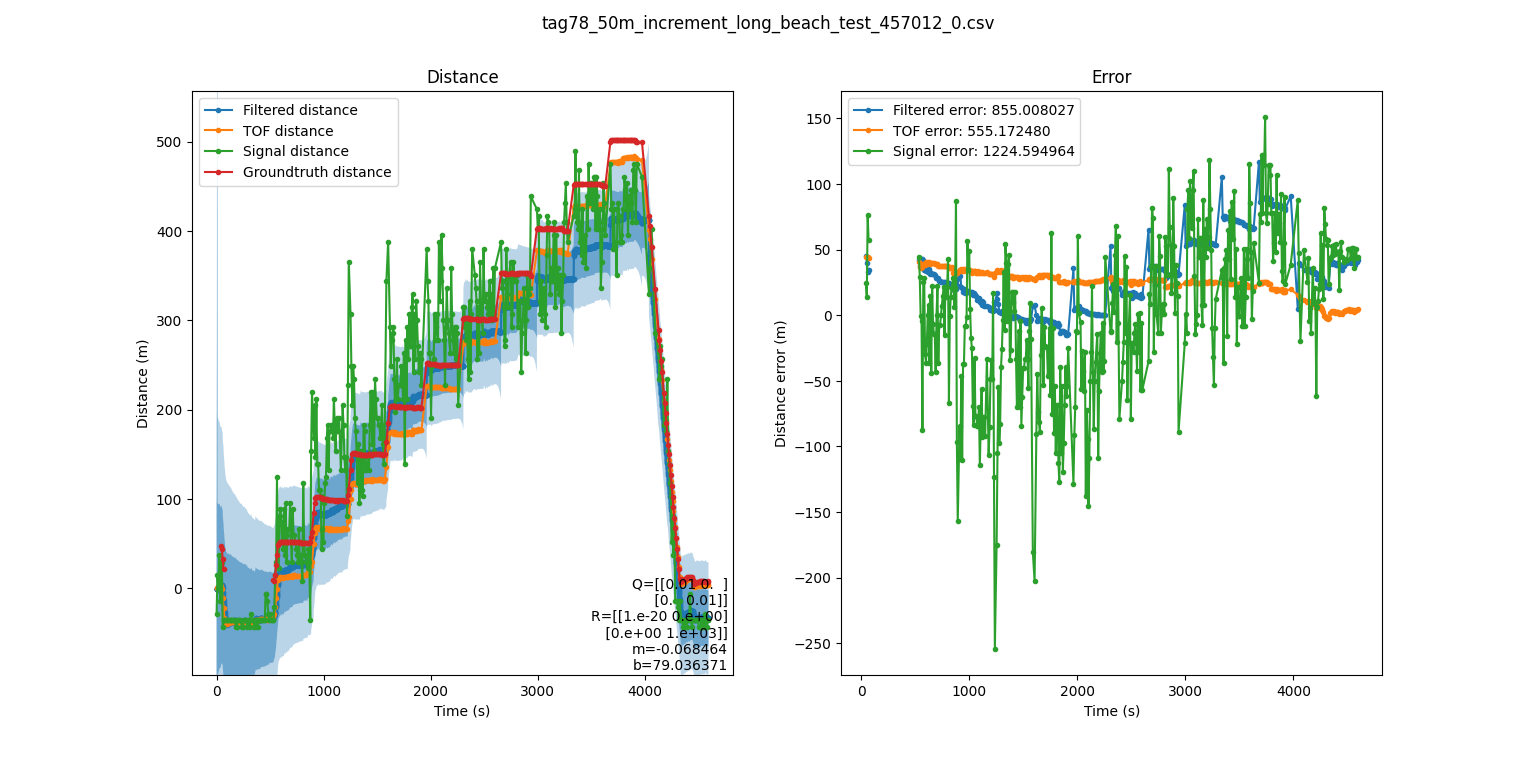 tag78_50m_increment_long_beach_test_457012_0.csv
Distance
Filtered distance
TOF distance
Signal distance
Groundtruth distance
Distance (m)
500
400
300
200
100
0
0
1000
2000
3000
4000
Time (s)
Q=[[0.01 0. ]
[0. 0.01]]
R=[[1.e-20 0.e+00]
[0.e+00 1.e+03]]
m=-0.068464
b=79.036371
Error
Filtered error: 855.008027
TOF error: 555.172480
Signal error: 1224.594964
Distance error (m)
150
100
50
0
−50
−100
−150
−200
−250
0
1000
2000
3000
4000
Time (s)